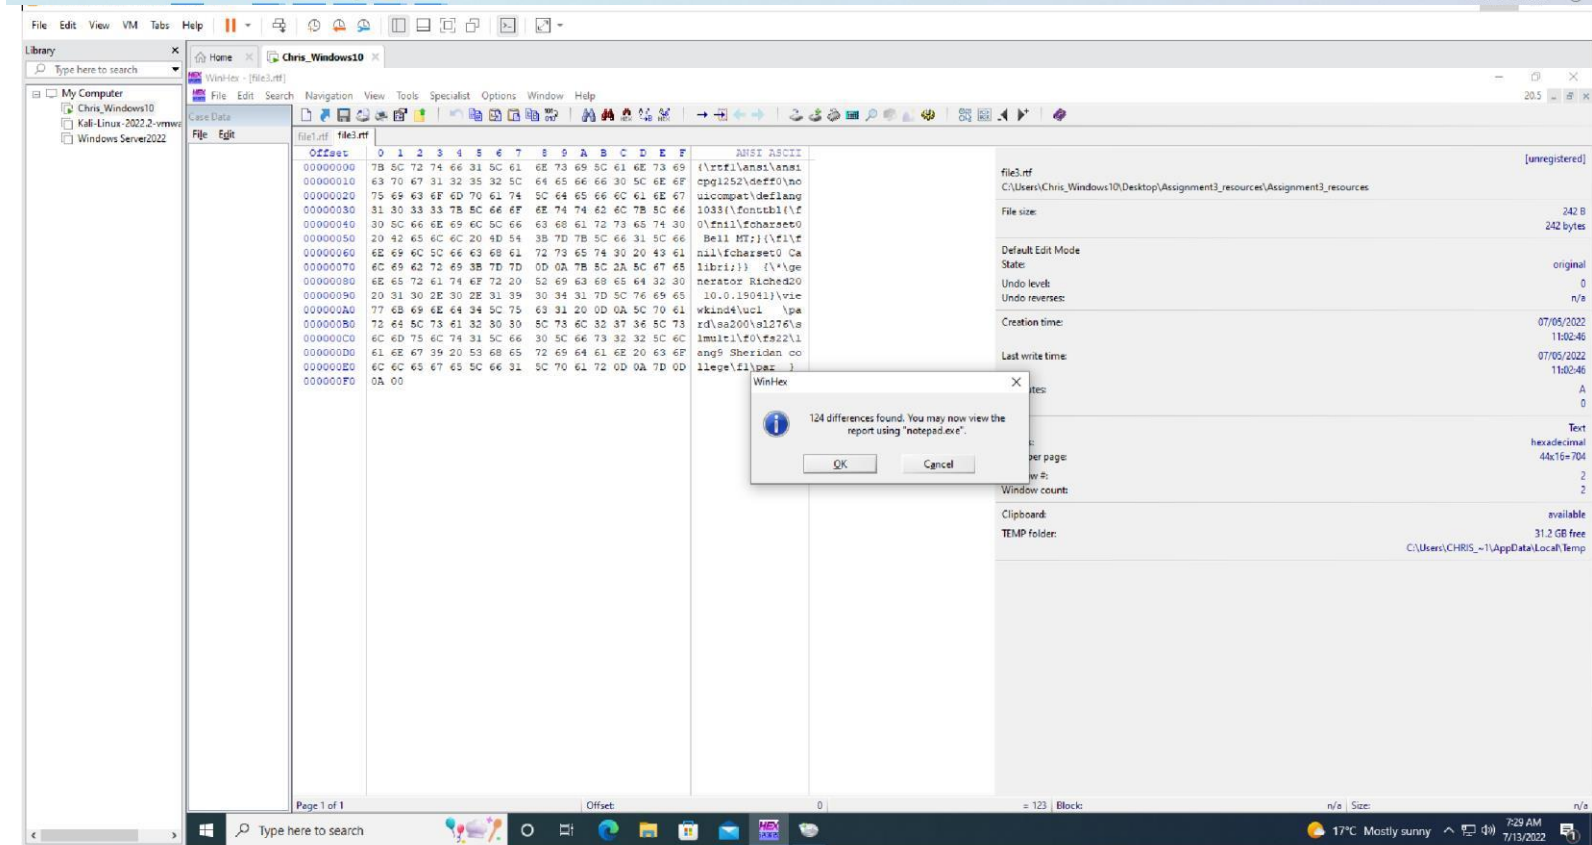 File Edit View VM Tabs Help
Library
Type here to search
My Computer
Chris_Windows10
Kali-Linux-2022.2-vmwa
Windows Server2022
Home
Chris_Windows10
WinHex - [file3.rtf]
File Edit Search Navigation View Tools Specialist Options Window Help
20.5
Case Data
File Edit
file1.rtf file3.rtf
Offset 0 1 2 3 4 5 6 7 8 9 A B C D E F ANSI ASCII
00000000 7B 5C 72 74 66 31 5C 61 6E 73 69 5C 61 6E 73 69 {\rtf1\ansi\ansi
00000010 63 70 67 31 32 35 32 5C 64 65 66 66 30 5C 6E 6F cpg1252\deff0\no
00000020 75 69 63 6F 6D 70 61 74 5C 64 65 66 6C 61 6E 67 uicompat\deflang
00000030 31 30 33 33 7B 5C 66 6F 6E 74 74 62 6C 7B 5C 66 1033{\fonttbl{\f
00000040 30 5C 66 6E 69 6C 5C 66 63 68 61 72 73 65 74 30 0\fnil\fcharset0
00000050 20 42 65 6C 6C 20 4D 54 3B 7D 7B 5C 66 31 5C 66 Bell MT;}{\f1\f
00000060 6E 69 6C 5C 66 63 68 61 72 73 65 74 30 20 43 61 nil\fcharset0 Ca
00000070 6C 69 62 72 69 3B 7D 7D 0D 0A 7B 5C 2A 5C 67 65 libri;}} {\*\ge
00000080 6E 65 72 61 74 6F 72 20 52 69 63 68 65 64 32 30 nerator Riched20
00000090 20 31 30 2E 30 2E 31 39 30 34 31 7D 5C 76 69 65 10.0.19041}\vie
000000A0 77 6B 69 6E 64 34 5C 75 63 31 20 0D 0A 5C 70 61 wkind4\uc1 \pa
000000B0 72 64 5C 73 61 32 30 30 5C 73 6C 32 37 36 5C 73 rd\sa200\sl276\s
000000C0 6C 6D 75 6C 74 31 5C 66 30 5C 66 73 32 32 5C 6C lmult1\f0\fs22\l
000000D0 61 6E 67 39 20 53 68 65 72 69 64 61 6E 20 63 6F ang9 Sheridan co
000000E0 6C 6C 65 67 65 5C 66 31 5C 70 61 72 0D 0A 7D 0D llege\f1\par }
000000F0 0A 00
WinHex
124 differences found. You may now view the
report using "notepad.exe".
OK Cancel
[unregistered]
file3.rtf
C:\Users\Chris_Windows10\Desktop\Assignment3_resources\Assignment3_resources
File size: 242 B
242 bytes
Default Edit Mode
State: original
Undo level: 0
Undo reverses: n/a
Creation time: 07/05/2022
11:02:46
Last write time: 07/05/2022
11:02:46
A
0
Text
hexadecimal
per page: 44x16=704
2
Window count: 2
Clipboard: available
TEMP folder: 31.2 GB free
C:\Users\CHRIS_~1\AppData\Local\Temp
Page 1 of 1 Offset: 0 = 123 Block: n/a Size: n/a
Type here to search
17°C Mostly sunny
7:29 AM
7/13/2022